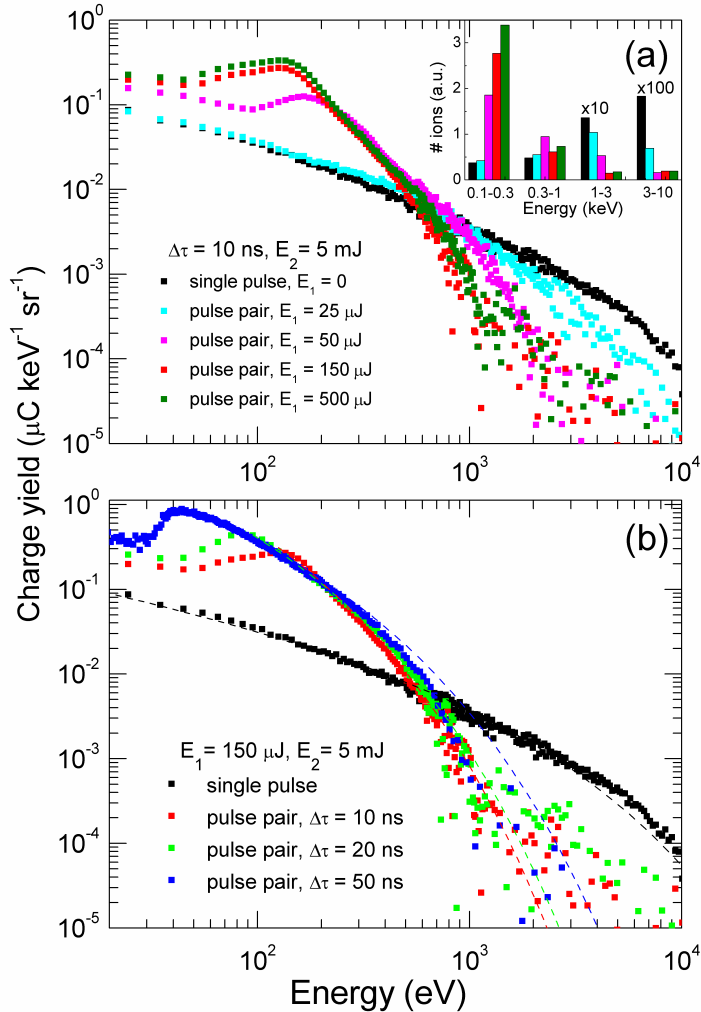 Charge yield (μC keV⁻¹ sr⁻¹)
10⁰
10⁻¹
10⁻²
10⁻³
10⁻⁴
10⁻⁵
(a)
# ions (a.u.)
3
2
1
0
x10
x100
0.1-0.3 0.3-1 1-3 3-10
Energy (keV)
Δτ = 10 ns, E₂ = 5 mJ
single pulse, E₁ = 0
pulse pair, E₁ = 25 μJ
pulse pair, E₁ = 50 μJ
pulse pair, E₁ = 150 μJ
pulse pair, E₁ = 500 μJ
10² 10³ 10⁴
10⁰
10⁻¹
10⁻²
10⁻³
10⁻⁴
10⁻⁵
(b)
E₁= 150 μJ, E₂= 5 mJ
single pulse
pulse pair, Δτ = 10 ns
pulse pair, Δτ = 20 ns
pulse pair, Δτ = 50 ns
10² 10³ 10⁴
Energy (eV)